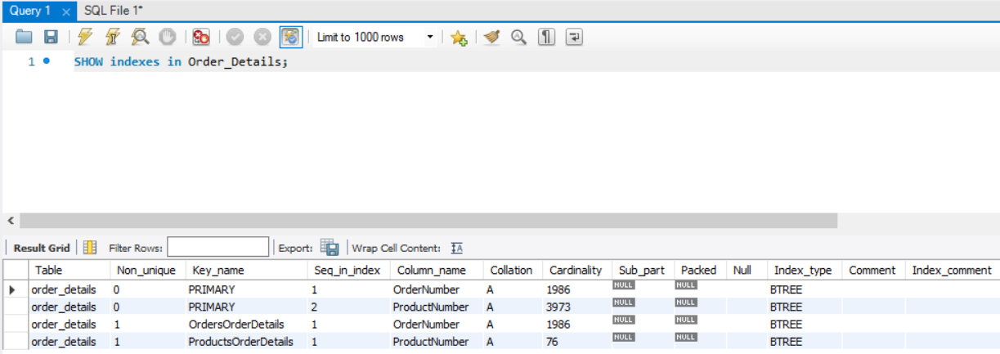 Query 1 × SQL File 1*
Limit to 1000 rows
1 SHOW indexes in Order_Details;
Result Grid Filter Rows: Export: Wrap Cell Content: IA
Table Non_unique Key_name Seq_in_index Column_name Collation Cardinality Sub_part Packed Null Index_type Comment Index_comment
order_details 0 PRIMARY 1 OrderNumber A 1986 NULL NULL BTREE
order_details 0 PRIMARY 2 ProductNumber A 3973 NULL NULL BTREE
order_details 1 OrdersOrderDetails 1 OrderNumber A 1986 NULL NULL BTREE
order_details 1 ProductsOrderDetails 1 ProductNumber A 76 NULL NULL BTREE